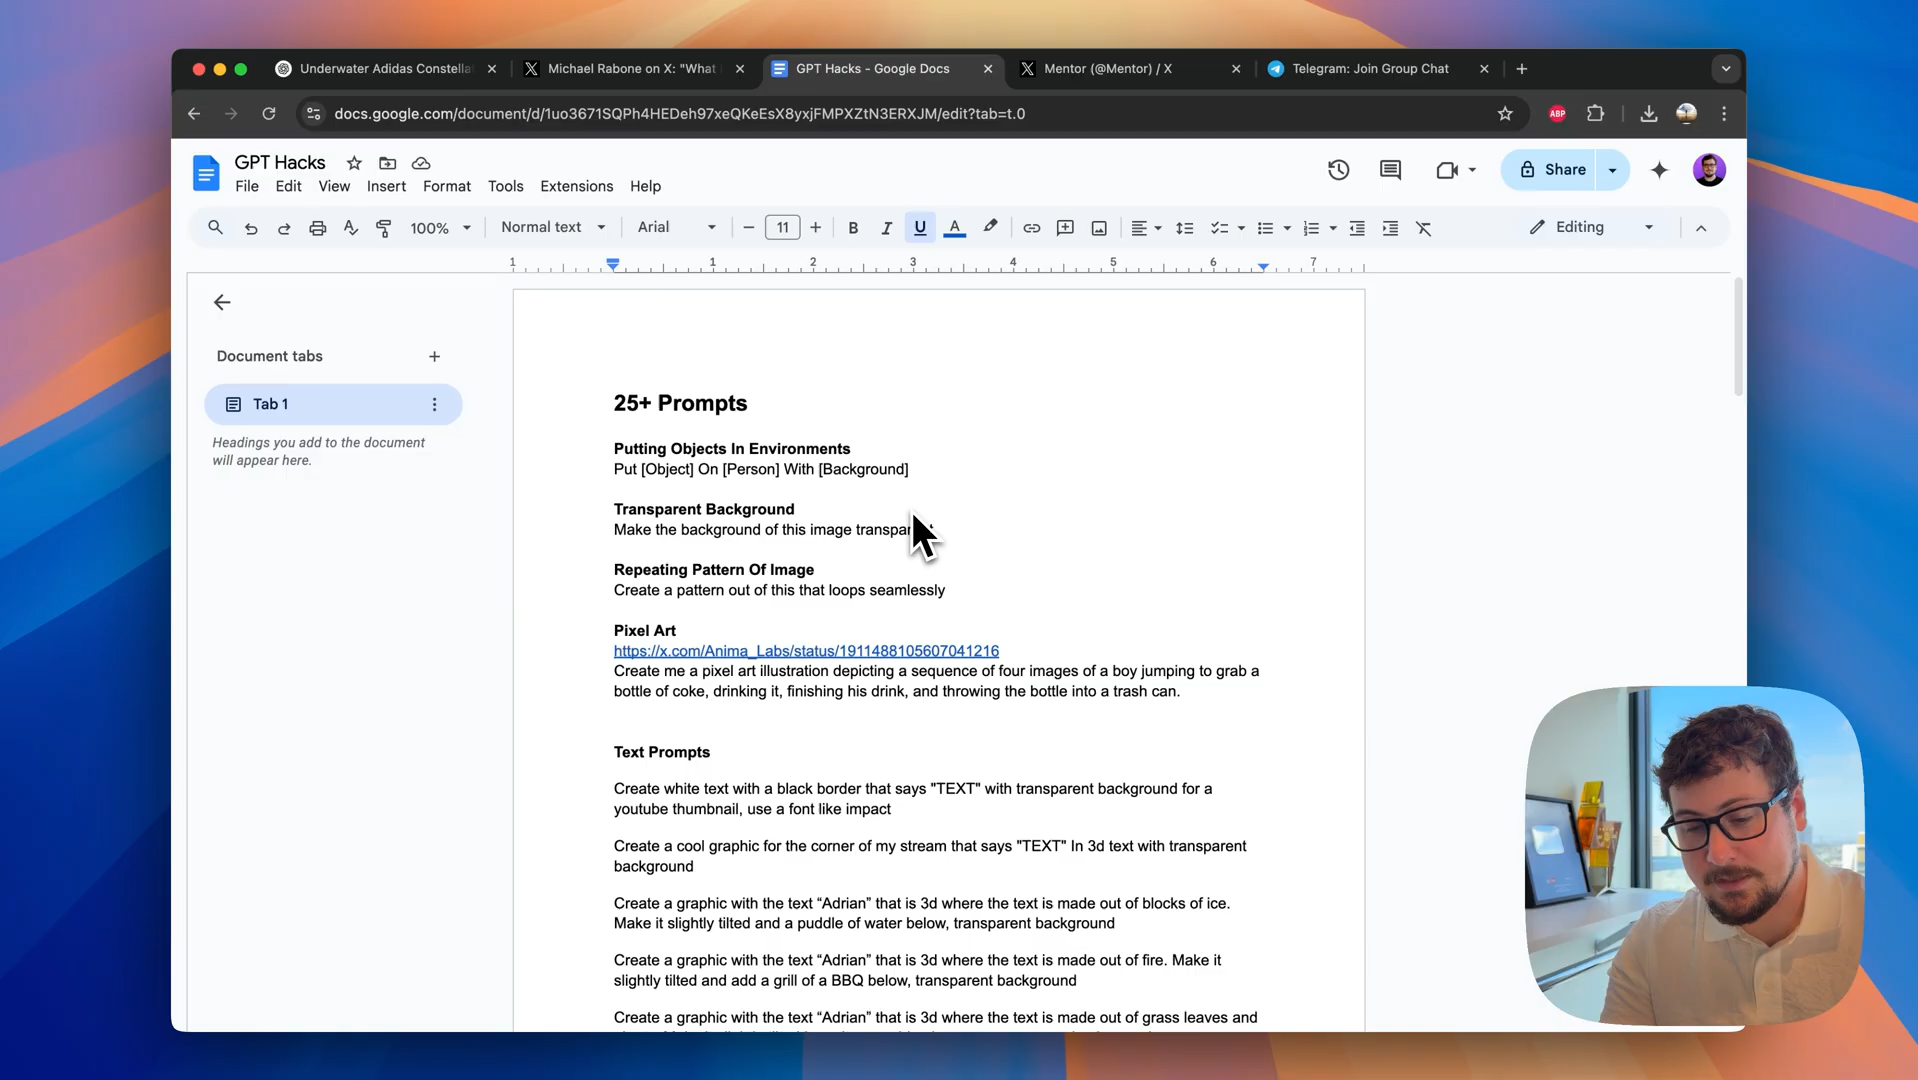 Underwater Adidas Constella
Michael Rabone on X: "What
GPT Hacks - Google Docs
Mentor (@Mentor) / X
Telegram: Join Group Chat
docs.google.com/document/d/1uo3671SQPh4HEDeh97xeQKeEsX8yxjFMPXZtN3ERXJM/edit?tab=t.0
ABP
GPT Hacks
File Edit View Insert Format Tools Extensions Help
Share
100% Normal text Arial 11 B I U A Editing
1 1 2 3 4 5 6 7
Document tabs
Tab 1
Headings you add to the document
will appear here.
25+ Prompts
Putting Objects In Environments
Put [Object] On [Person] With [Background]
Transparent Background
Make the background of this image
Repeating Pattern Of Image
Create a pattern out of this that loops seamlessly
Pixel Art
https://x.com/Anima_Labs/status/1911488105607041216
Create me a pixel art illustration depicting a sequence of four images of a boy jumping to grab a
bottle of coke, drinking it, finishing his drink, and throwing the bottle into a trash can.
Text Prompts
Create white text with a black border that says "TEXT" with transparent background for a
youtube thumbnail, use a font like impact
Create a cool graphic for the corner of my stream that says "TEXT" In 3d text with transparent
background
Create a graphic with the text “Adrian” that is 3d where the text is made out of blocks of ice.
Make it slightly tilted and a puddle of water below, transparent background
Create a graphic with the text “Adrian” that is 3d where the text is made out of fire. Make it
slightly tilted and add a grill of a BBQ below, transparent background
Create a graphic with the text “Adrian” that is 3d where the text is made out of grass leaves and